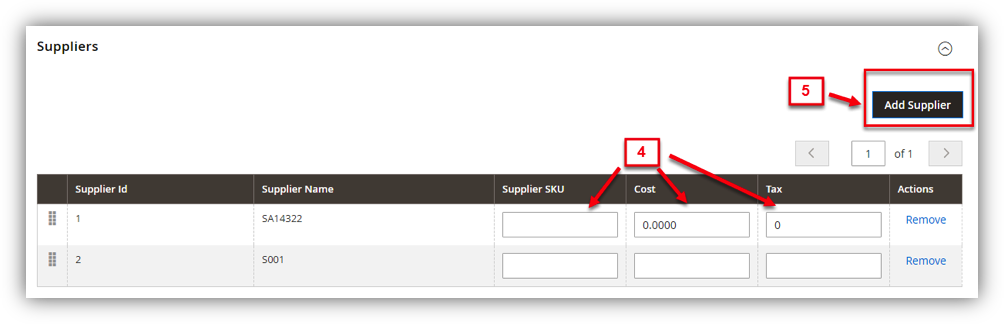 Suppliers
5
Add Supplier
1 of 1
4
Supplier Id Supplier Name Supplier SKU Cost Tax Actions
1 SA14322 0.0000 0 Remove
2 S001 Remove